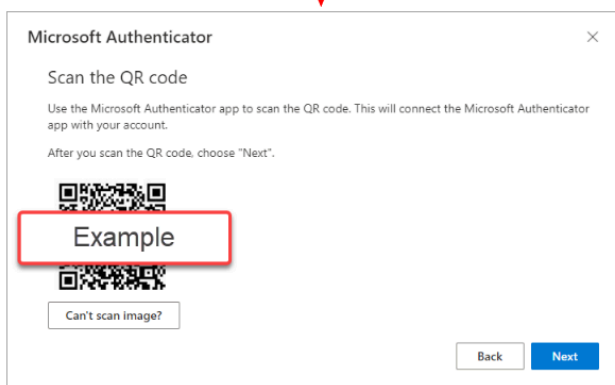 Microsoft Authenticator
Scan the QR code
Use the Microsoft Authenticator app to scan the QR code. This will connect the Microsoft Authenticator
app with your account.
After you scan the QR code, choose "Next".
Example
Can't scan image?
Back
Next